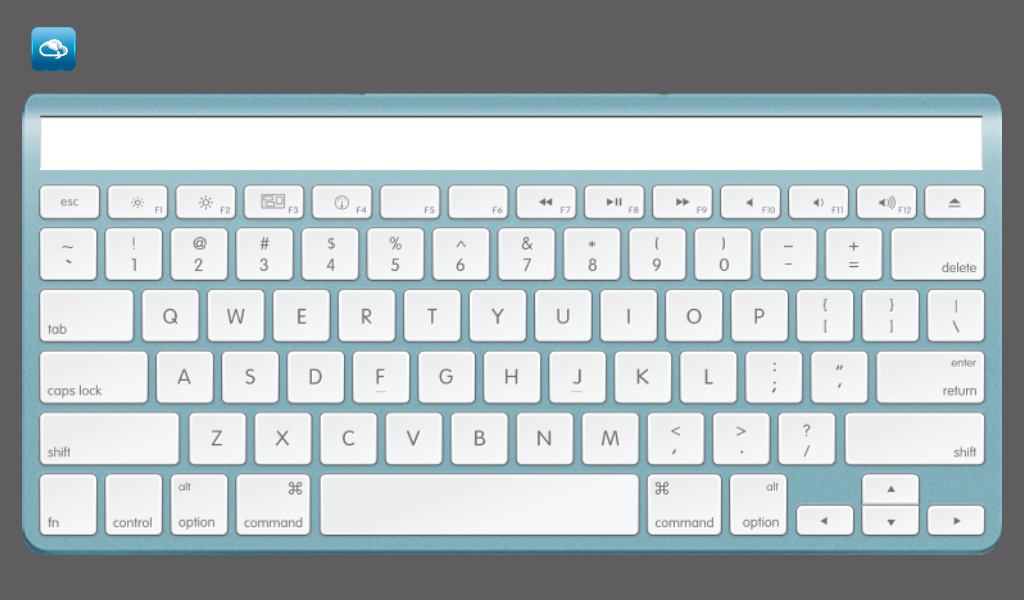 esc F1 F2 F3 F4 F5 F6 F7 F8 F9 F10 F11 F12
~ ! @ # $ % ^ & * ( ) – +
` 1 2 3 4 5 6 7 8 9 0 - = delete
tab Q W E R T Y U I O P { [ } ] | \
caps lock A S D F G H J K L : ; " ' enter return
shift Z X C V B N M < , > . ? / shift
fn control alt option ⌘ command ⌘ command alt option